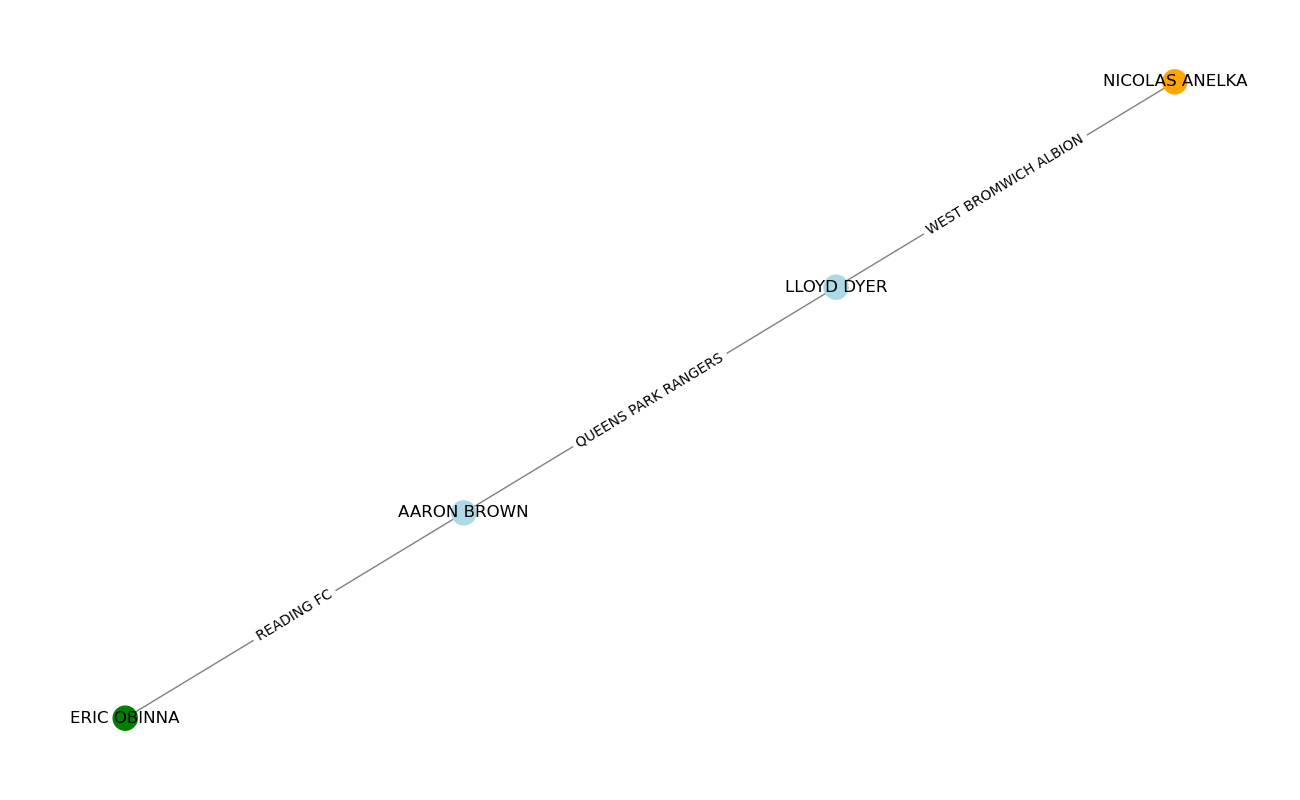 NICOLAS ANELKA
WEST BROMWICH ALBION
LLOYD DYER
QUEENS PARK RANGERS
AARON BROWN
READING FC
ERIC OBINNA